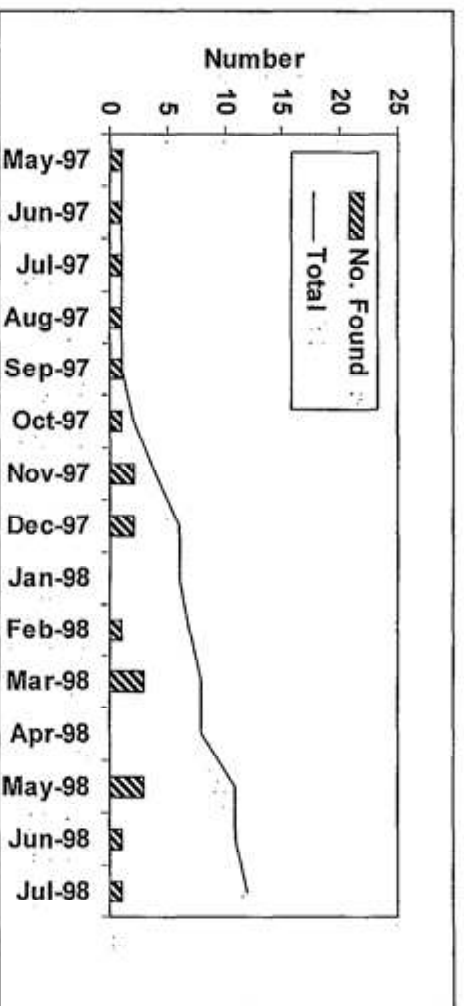 Number
0
5
10
15
20
25
No. Found
Total
May-97
Jun-97
Jul-97
Aug-97
Sep-97
Oct-97
Nov-97
Dec-97
Jan-98
Feb-98
Mar-98
Apr-98
May-98
Jun-98
Jul-98